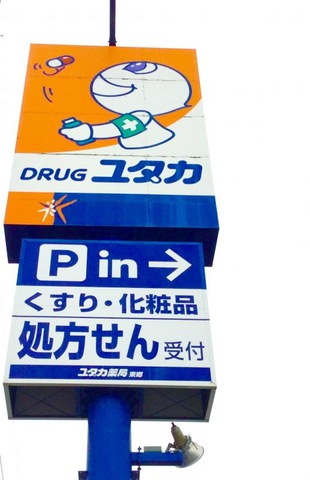 DRUG ユタカ
P in →
くすり・化粧品
処方せん 受付
ユタカ薬局 東郷